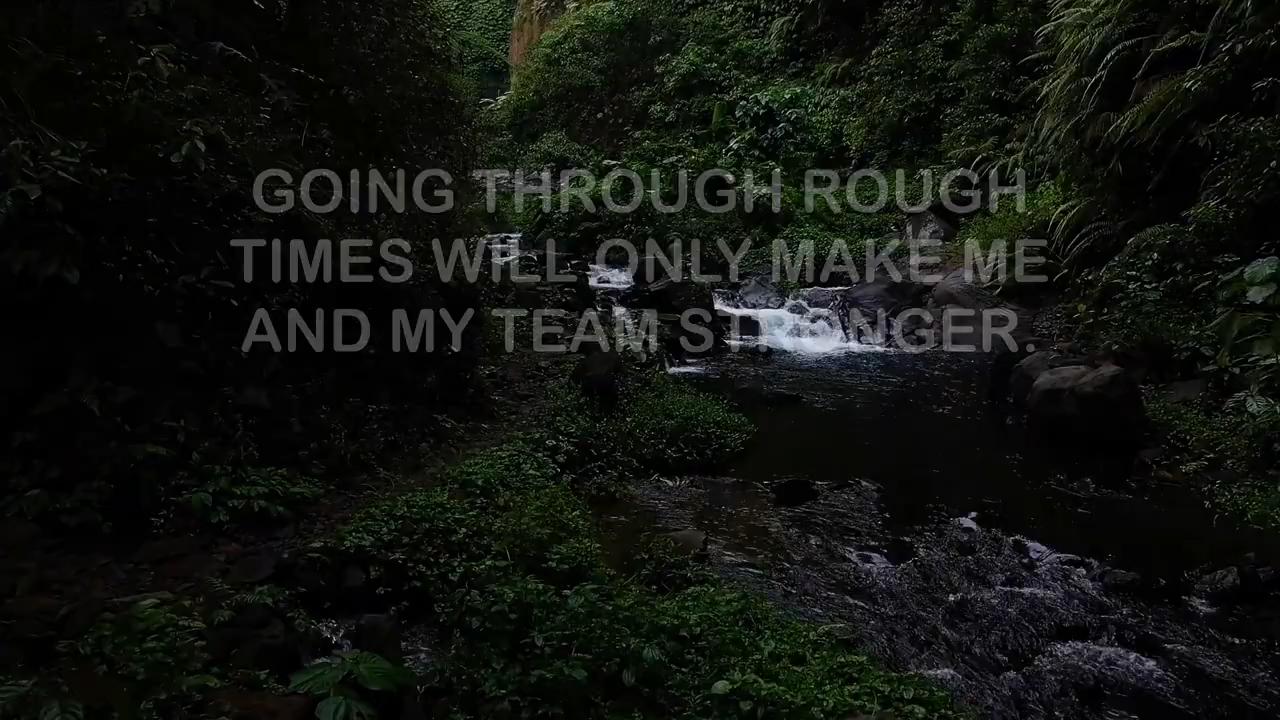 GOING THROUGH ROUGH
TIMES WILL ONLY MAKE ME
AND MY TEAM STRONGER.